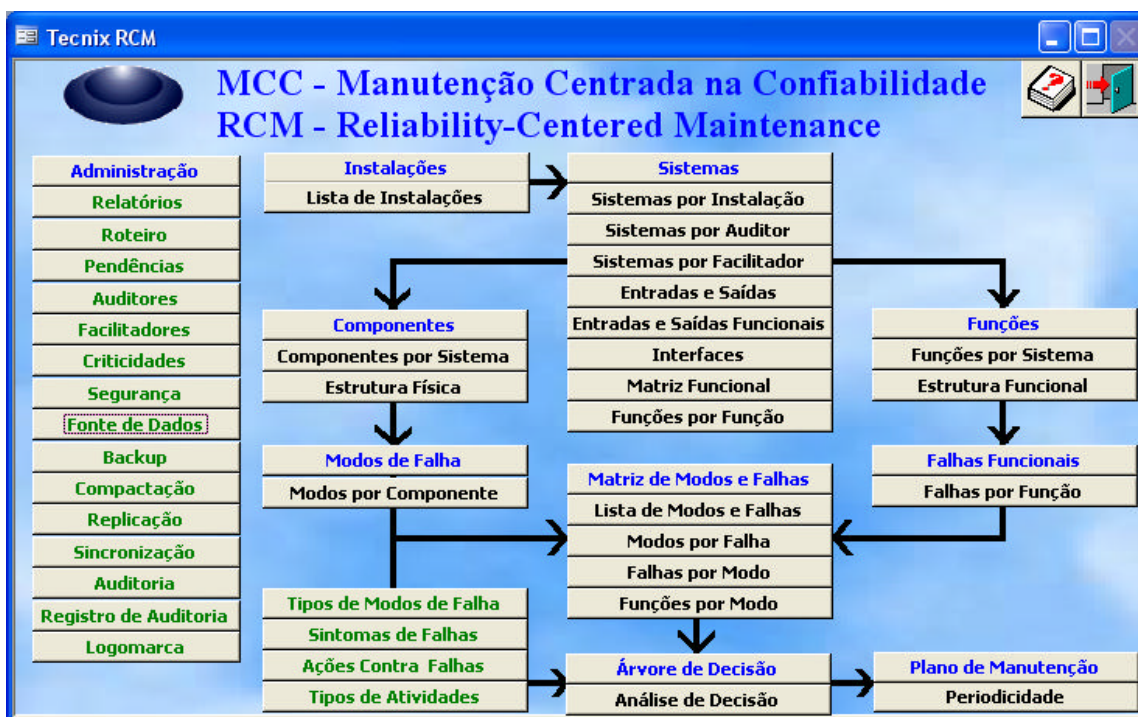 Tecnix RCM
MCC - Manutenção Centrada na Confiabilidade
RCM - Reliability-Centered Maintenance
Administração
Relatórios
Roteiro
Pendências
Auditores
Facilitadores
Criticidades
Segurança
Fonte de Dados
Backup
Compactação
Replicação
Sincronização
Auditoria
Registro de Auditoria
Logomarca
Instalações
Lista de Instalações
Sistemas
Sistemas por Instalação
Sistemas por Auditor
Sistemas por Facilitador
Entradas e Saídas
Entradas e Saídas Funcionais
Interfaces
Matriz Funcional
Funções por Função
Componentes
Componentes por Sistema
Estrutura Física
Funções
Funções por Sistema
Estrutura Funcional
Modos de Falha
Modos por Componente
Falhas Funcionais
Falhas por Função
Matriz de Modos e Falhas
Lista de Modos e Falhas
Modos por Falha
Falhas por Modo
Funções por Modo
Tipos de Modos de Falha
Sintomas de Falhas
Ações Contra Falhas
Tipos de Atividades
Árvore de Decisão
Análise de Decisão
Plano de Manutenção
Periodicidade